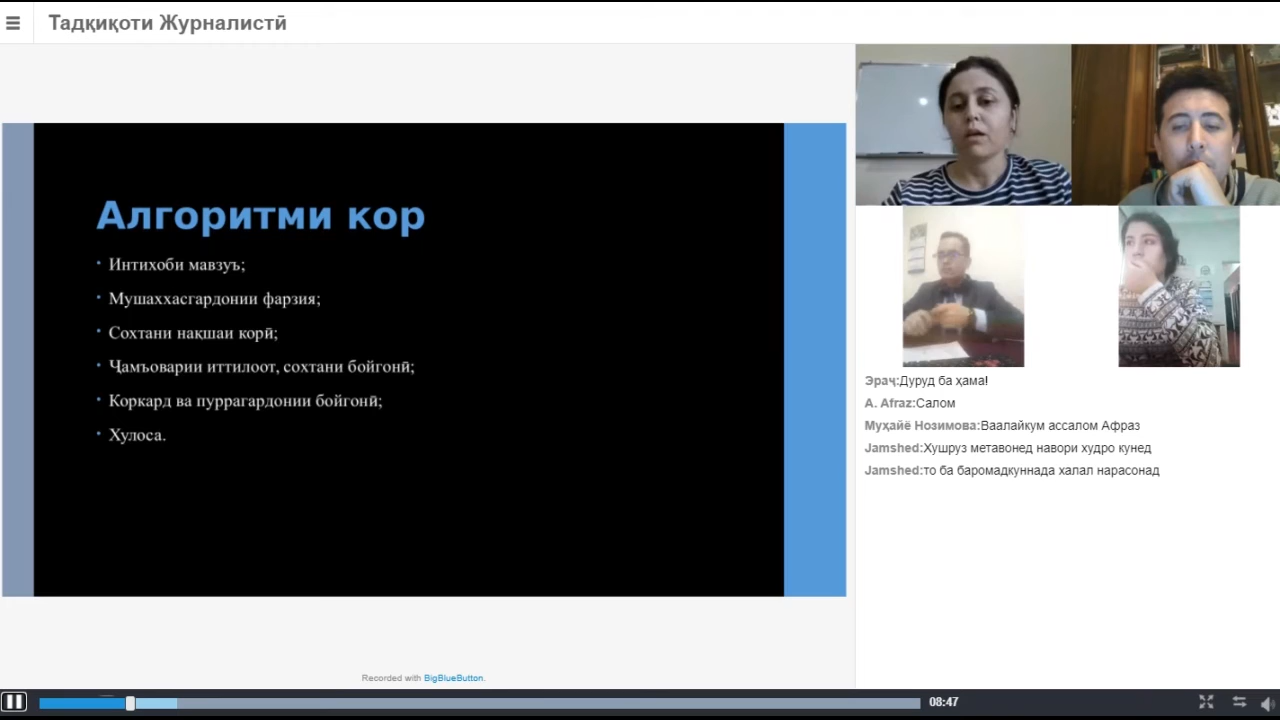 Тадқиқоти Журналистӣ
Алгоритми кор
• Интихоби мавзуъ;
• Мушаххасгардонии фарзия;
• Сохтани нақшаи корӣ;
• Ҷамъоварии иттилоот, сохтани бойгонӣ;
• Коркард ва пуррагардонии бойгонӣ;
• Хулоса.
Эраҷ:Дуруд ба ҳама!
A. Afraz:Салом
Муҳайё Нозимова:Ваалайкум ассалом Афраз
Jamshed:Хушруз метавонед навори худро кунед
Jamshed:то ба баромадкуннада халал нарасонад
Recorded with BigBlueButton.
08:47